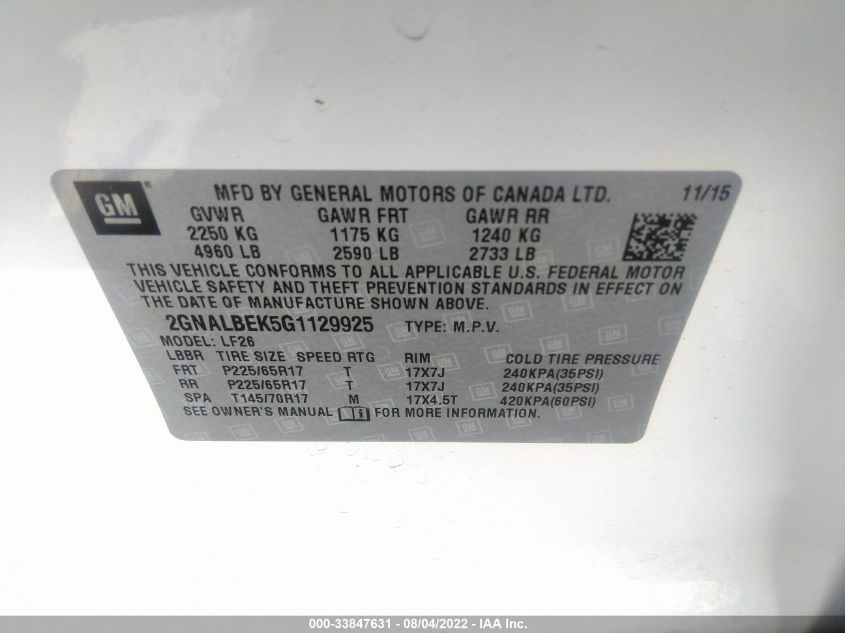 GM ® MFD BY GENERAL MOTORS OF CANADA LTD. 11/15
GVWR GAWR FRT GAWR RR
2250 KG 1175 KG 1240 KG
4960 LB 2590 LB 2733 LB
THIS VEHICLE CONFORMS TO ALL APPLICABLE U.S. FEDERAL MOTOR
VEHICLE SAFETY AND THEFT PREVENTION STANDARDS IN EFFECT ON
THE DATE OF MANUFACTURE SHOWN ABOVE.
2GNALBEK5G1129925 TYPE: M.P.V.
MODEL: LF26
LBBR TIRE SIZE SPEED RTG RIM COLD TIRE PRESSURE
FRT P225/65R17 T 17X7J 240KPA(35PSI)
RR P225/65R17 T 17X7J 240KPA(35PSI)
SPA T145/70R17 M 17X4.5T 420KPA(60PSI)
SEE OWNER'S MANUAL FOR MORE INFORMATION.
000-33847631 - 08/04/2022 - IAA Inc.